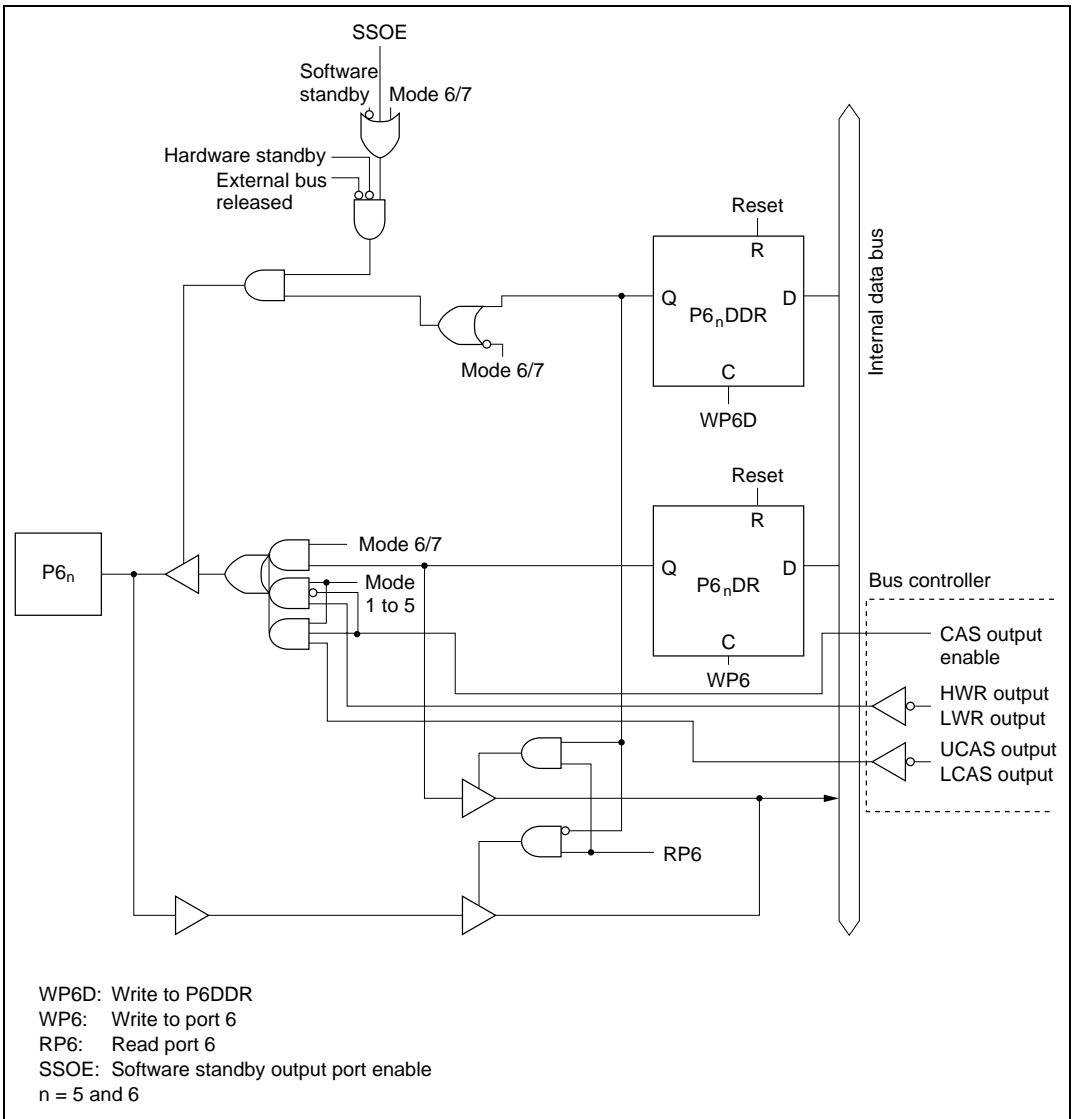 SSOE
Software
standby
Mode 6/7
Hardware standby
External bus
released
Reset
R
Q
D
P6nDDR
C
WP6D
Mode 6/7
Internal data bus
Reset
R
Mode 6/7
P6n
Q
D
P6nDR
Mode
1 to 5
C
WP6
Bus controller
CAS output
enable
HWR output
LWR output
UCAS output
LCAS output
RP6
WP6D: Write to P6DDR
WP6: Write to port 6
RP6: Read port 6
SSOE: Software standby output port enable
n = 5 and 6